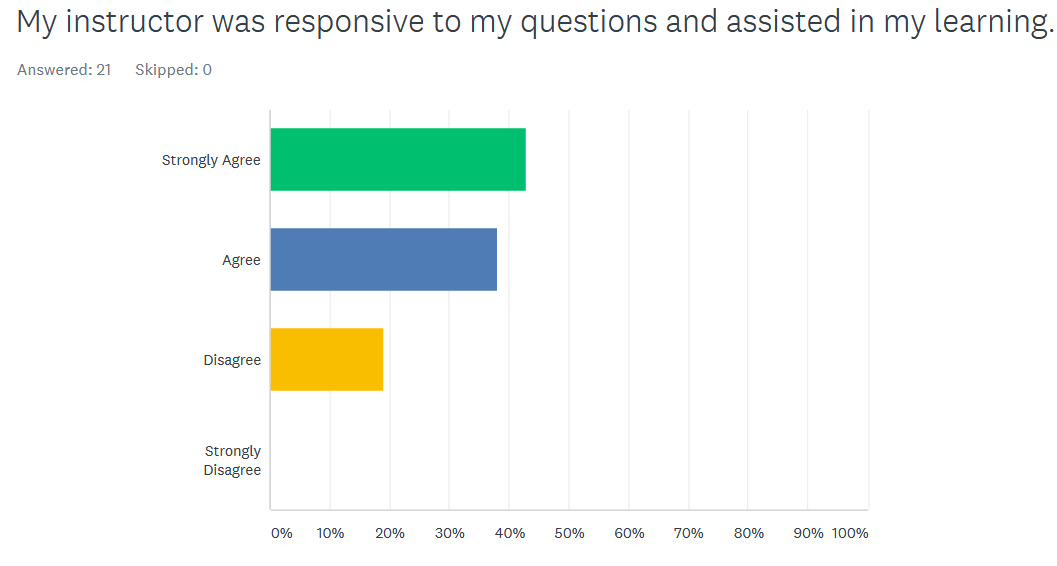 My instructor was responsive to my questions and assisted in my learning.
Answered: 21 Skipped: 0
Strongly Agree
Agree
Disagree
Strongly
Disagree
0% 10% 20% 30% 40% 50% 60% 70% 80% 90% 100%